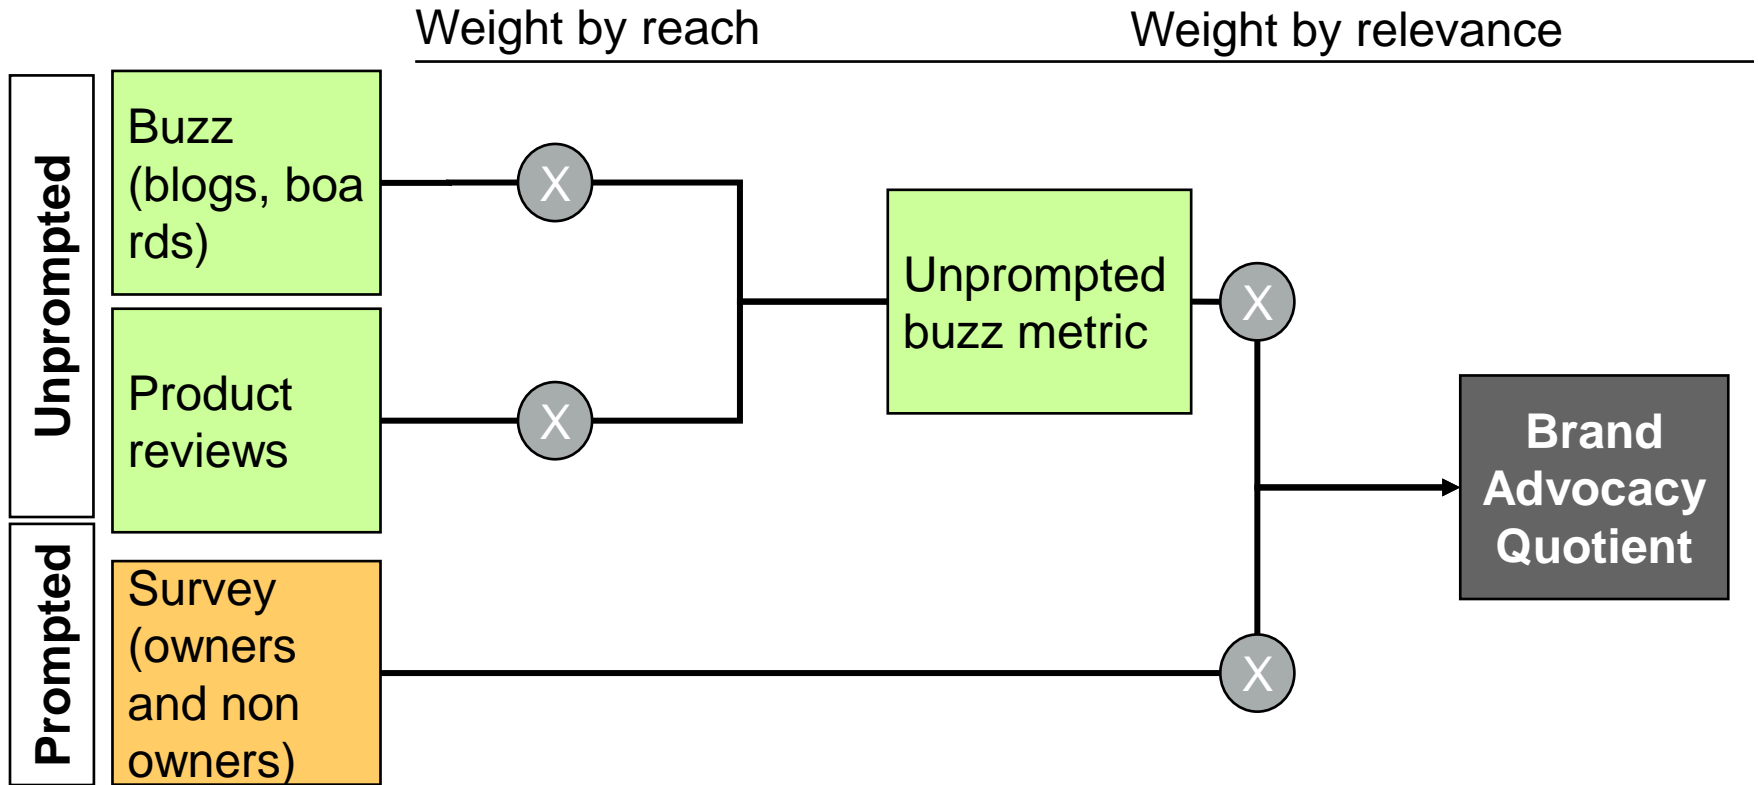 Weight by reach
Weight by relevance
Unprompted
Buzz
(blogs, boa
rds)
X
Unprompted
buzz metric
X
Product
reviews
X
Brand
Advocacy
Quotient
Prompted
Survey
(owners
and non
owners)
X